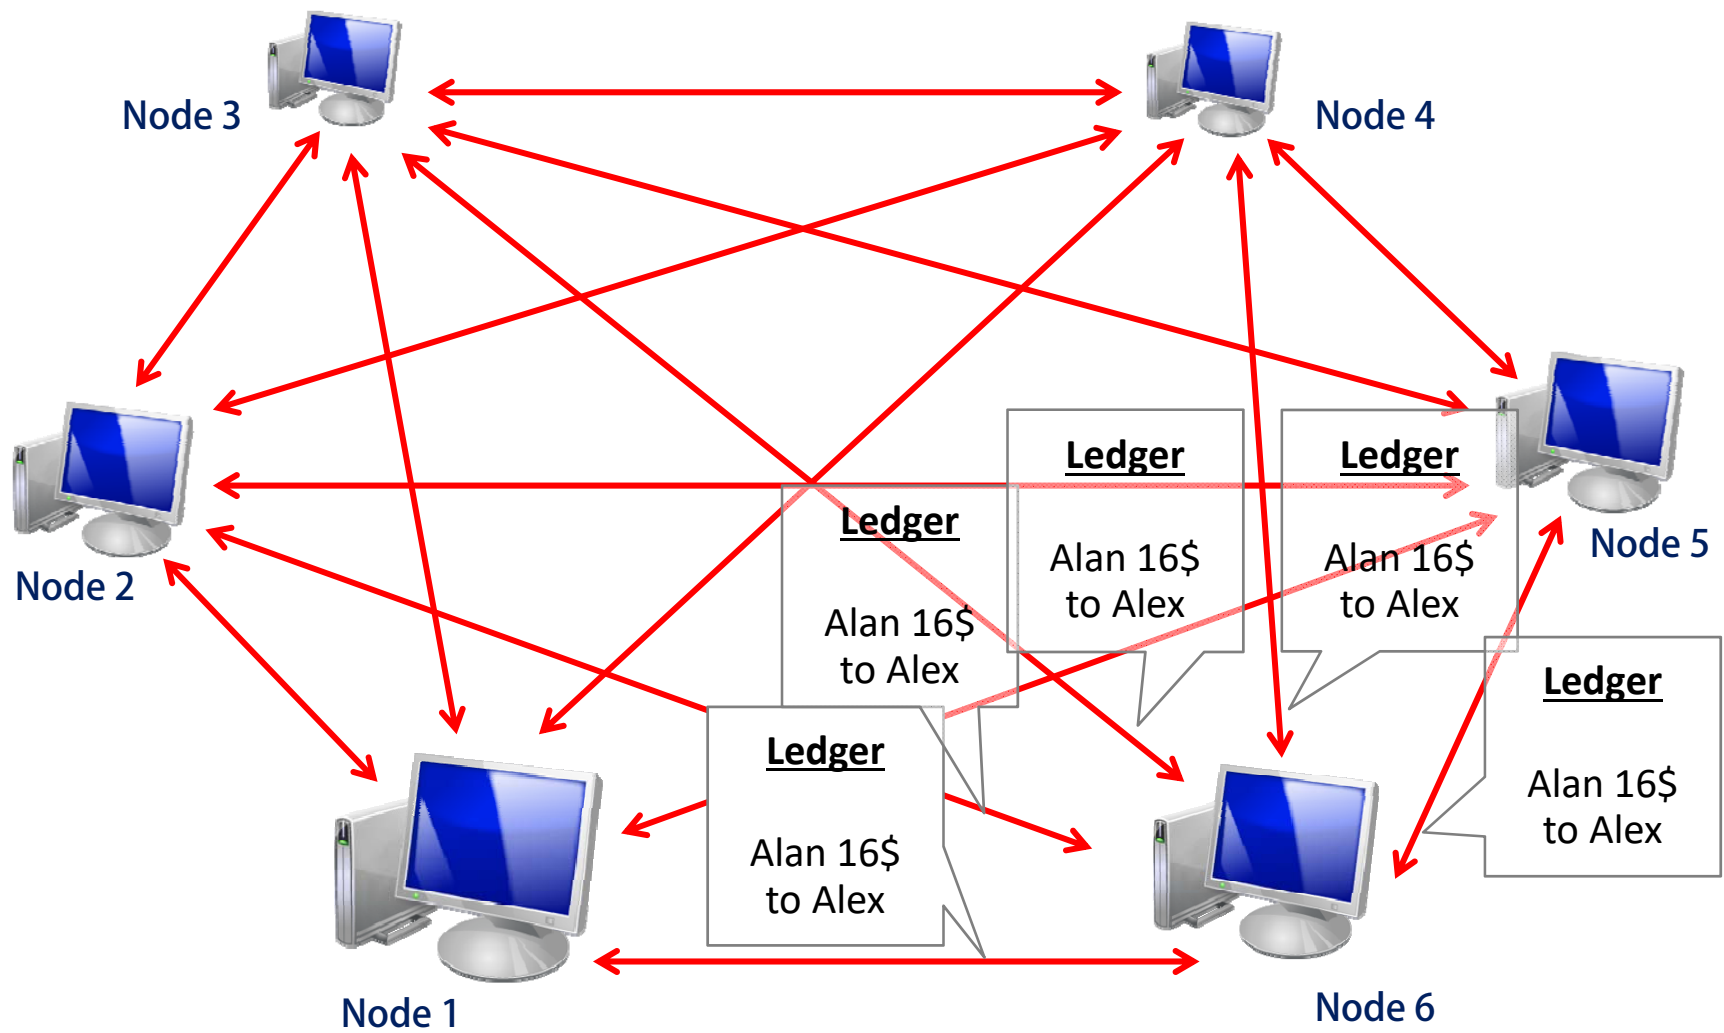 Node 3
Node 4
Ledger
Alan 16$
to Alex
Ledger
Alan 16$
to Alex
Ledger
Alan 16$
to Alex
Node 5
Node 2
Ledger
Alan 16$
to Alex
Ledger
Alan 16$
to Alex
Node 1
Node 6